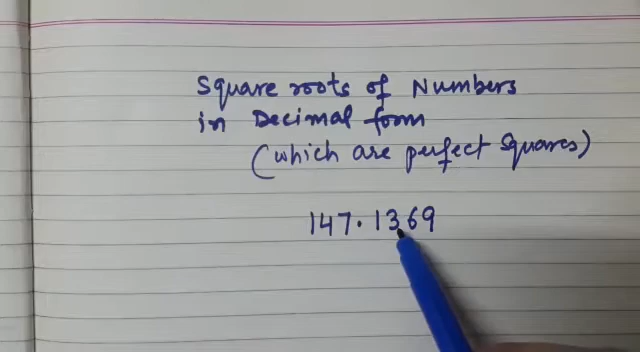 Square roots of Numbers
in Decimal form
(which are perfect Squares)
147.1369